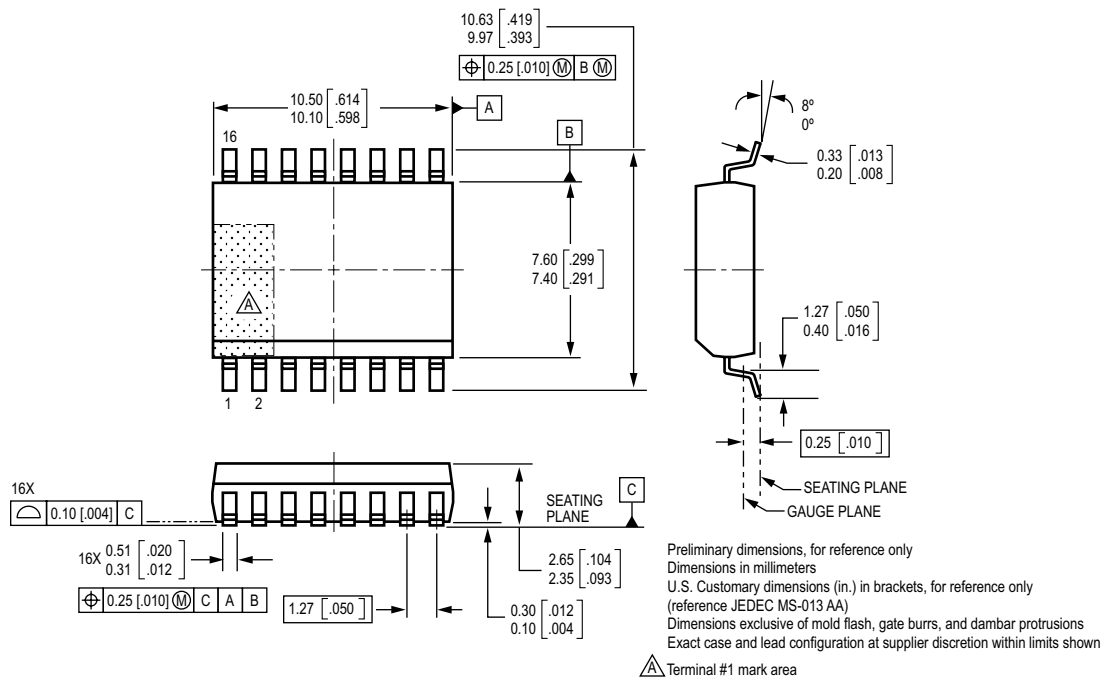 10.63 [.419]
9.97 [.393]
⌖ 0.25 [.010] Ⓜ B Ⓜ
10.50 [.614]
10.10 [.598]
A
16
B
8º
0º
0.33 [.013]
0.20 [.008]
7.60 [.299]
7.40 [.291]
A
1.27 [.050]
0.40 [.016]
1 2
0.25 [.010]
SEATING PLANE
GAUGE PLANE
16X
⌓ 0.10 [.004] C
SEATING
PLANE
C
16X 0.51 [.020]
0.31 [.012]
⌖ 0.25 [.010] Ⓜ C A B
1.27 [.050]
2.65 [.104]
2.35 [.093]
0.30 [.012]
0.10 [.004]
Preliminary dimensions, for reference only
Dimensions in millimeters
U.S. Customary dimensions (in.) in brackets, for reference only
(reference JEDEC MS-013 AA)
Dimensions exclusive of mold flash, gate burrs, and dambar protrusions
Exact case and lead configuration at supplier discretion within limits shown
A Terminal #1 mark area